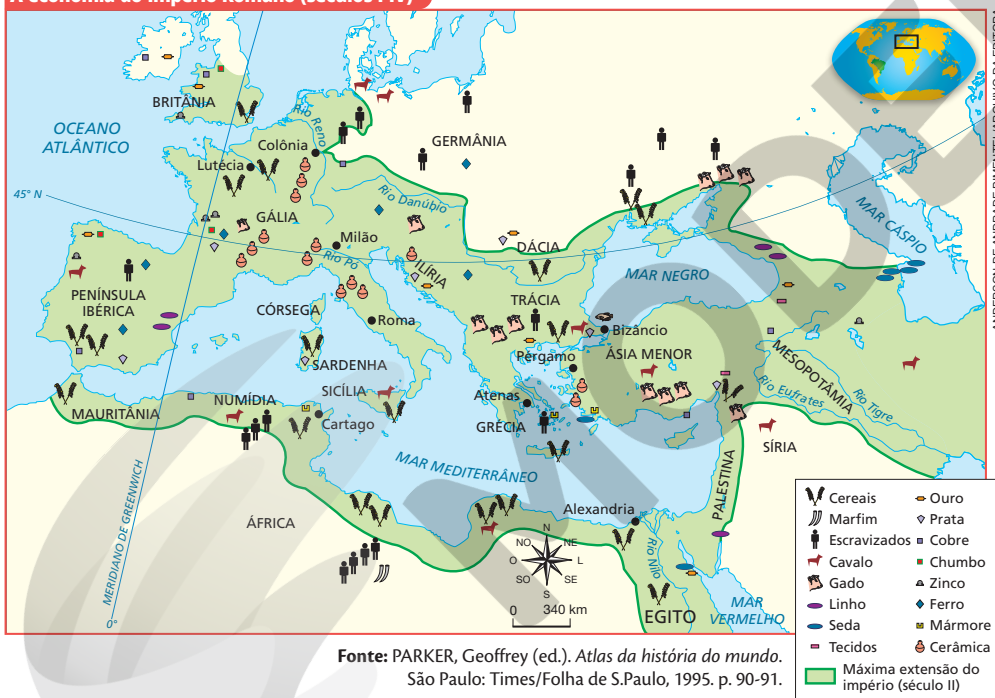 BRITÂNIA
OCEANO
ATLÂNTICO
Rio Reno
Colônia
GERMÂNIA
Lutécia
45° N
Rio Danúbio
GÁLIA
Milão
DÁCIA
MAR CÁSPIO
Rio Pó
ILÍRIA
MAR NEGRO
PENÍNSULA
IBÉRICA
CÓRSEGA
TRÁCIA
Roma
Bizâncio
SARDENHA
Pérgamo
ÁSIA MENOR
MESOPOTÂMIA
SICÍLIA
Atenas
Rio Eufrates
Rio Tigre
MAURITÂNIA
NUMÍDIA
Cartago
GRÉCIA
SÍRIA
MAR MEDITERRÂNEO
PALESTINA
MERIDIANO DE GREENWICH
0°
ÁFRICA
Alexandria
N
NO
NE
O
L
SO
SE
S
Rio Nilo
0 340 km
EGITO
MAR
VERMELHO
Cereais
Marfim
Escravizados
Cavalo
Gado
Linho
Seda
Tecidos
Ouro
Prata
Cobre
Chumbo
Zinco
Ferro
Mármore
Cerâmica
Máxima extensão do
império (século II)
Fonte: PARKER, Geoffrey (ed.). Atlas da história do mundo.
São Paulo: Times/Folha de S.Paulo, 1995. p. 90-91.